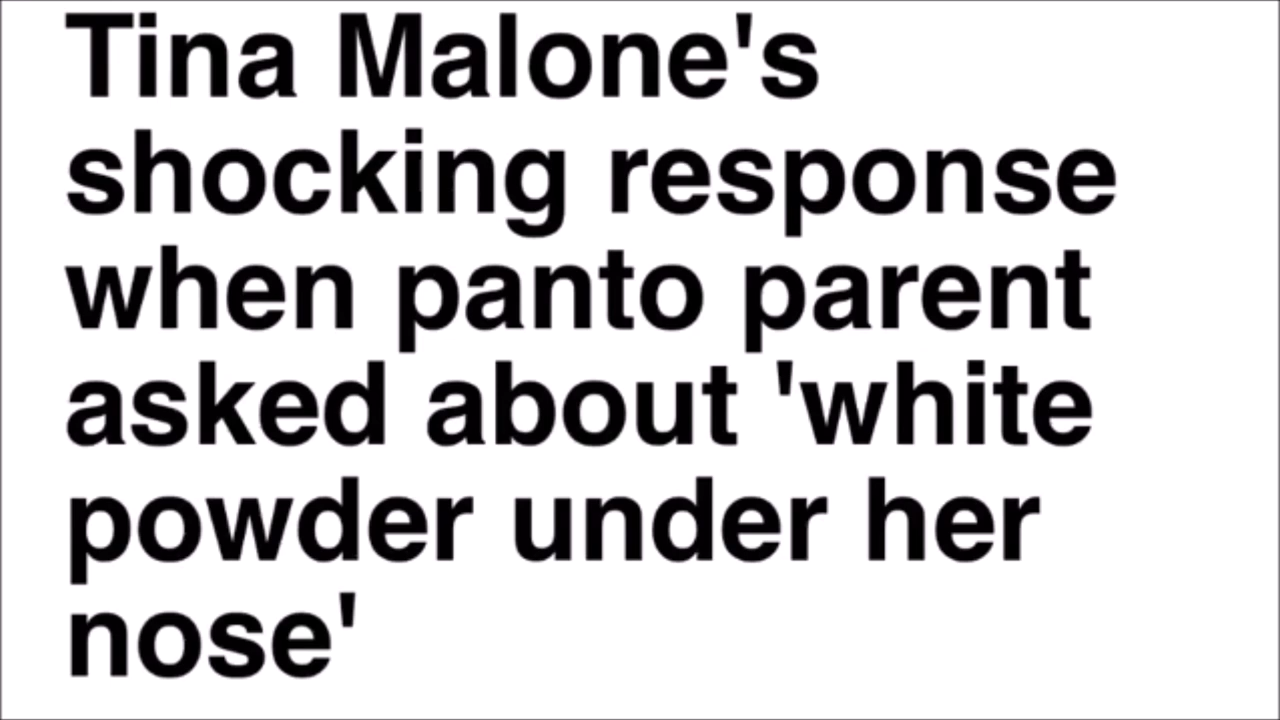 Tina Malone's
shocking response
when panto parent
asked about 'white
powder under her
nose'